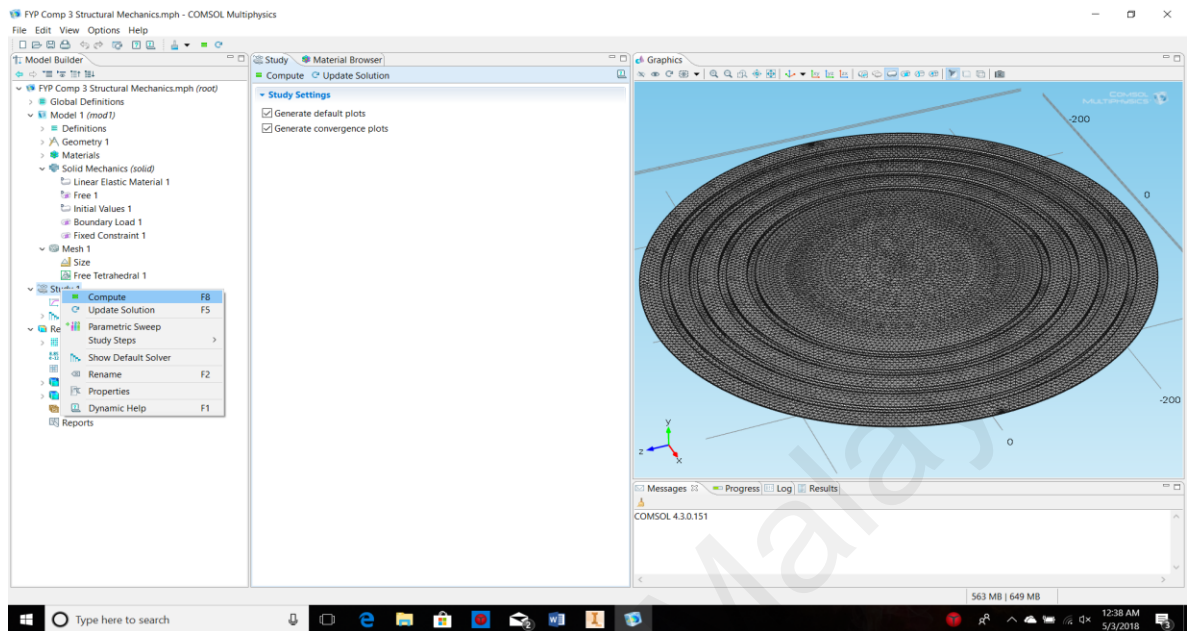 FYP Comp 3 Structural Mechanics.mph - COMSOL Multiphysics
File Edit View Options Help
Model Builder
FYP Comp 3 Structural Mechanics.mph (root)
Global Definitions
Model 1 (mod1)
Definitions
Geometry 1
Materials
Solid Mechanics (solid)
Linear Elastic Material 1
Free 1
Initial Values 1
Boundary Load 1
Fixed Constraint 1
Mesh 1
Size
Free Tetrahedral 1
Study 1
Re
Reports
Compute F8
Update Solution F5
Parametric Sweep
Study Steps
Show Default Solver
Rename F2
Properties
Dynamic Help F1
Study Material Browser
Compute Update Solution
Study Settings
Generate default plots
Generate convergence plots
Graphics
COMSOL
MULTIPHYSICS
-200
0
-200
0
y
z
x
Messages Progress Log Results
COMSOL 4.3.0.151
Malay
563 MB | 649 MB
Type here to search
12:38 AM
5/3/2018